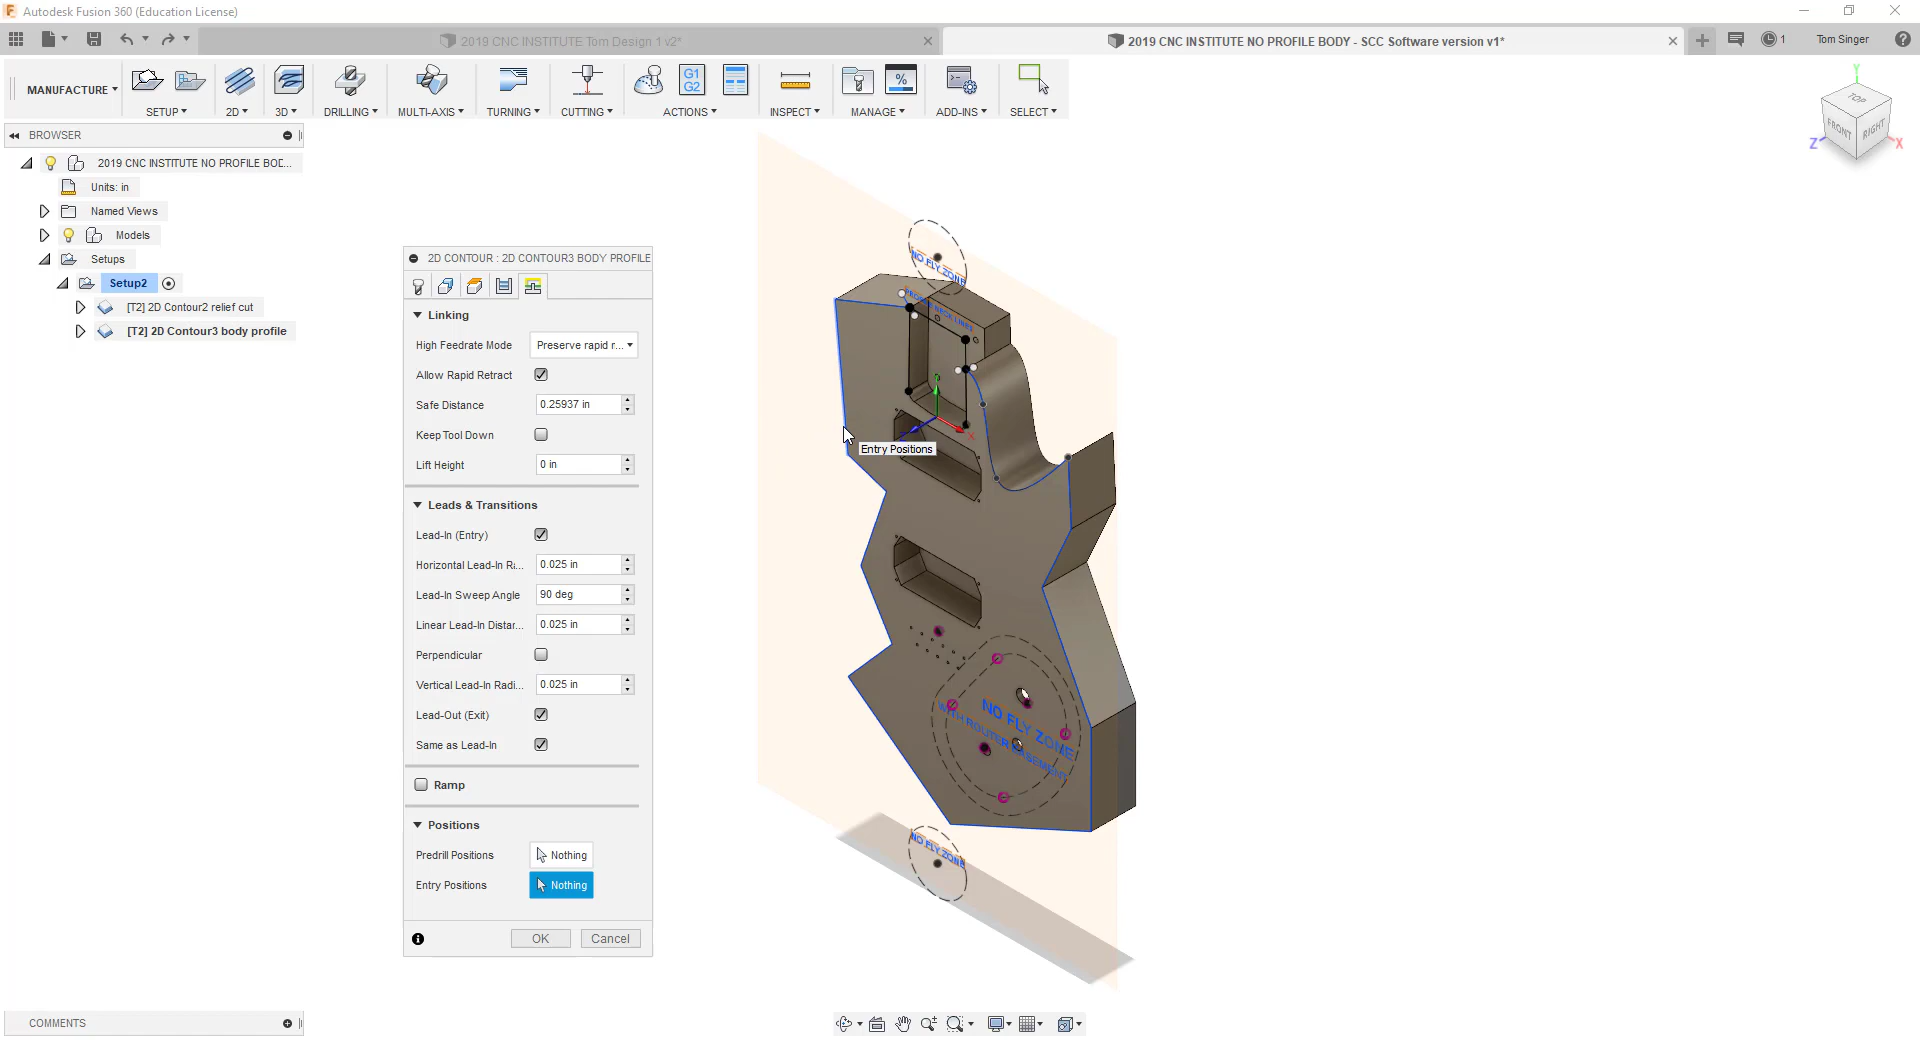 Autodesk Fusion 360 (Education License)
2019 CNC INSTITUTE Tom Design 1 v2*
2019 CNC INSTITUTE NO PROFILE BODY - SCC Software version v1*
1
Tom Singer
MANUFACTURE
G1
G2
SETUP
2D
3D
DRILLING
MULTI-AXIS
TURNING
CUTTING
ACTIONS
INSPECT
MANAGE
ADD-INS
SELECT
BROWSER
2019 CNC INSTITUTE NO PROFILE BOD...
Units: in
Named Views
Models
Setups
Setup2
[T2] 2D Contour2 relief cut
[T2] 2D Contour3 body profile
2D CONTOUR : 2D CONTOUR3 BODY PROFILE
Linking
High Feedrate Mode
Preserve rapid r...
Allow Rapid Retract
Safe Distance
0.25937 in
Keep Tool Down
Lift Height
0 in
Leads & Transitions
Lead-In (Entry)
Horizontal Lead-In Ra...
0.025 in
Lead-In Sweep Angle
90 deg
Linear Lead-In Distan...
0.025 in
Perpendicular
Vertical Lead-In Radi...
0.025 in
Lead-Out (Exit)
Same as Lead-In
Ramp
Positions
Predrill Positions
Nothing
Entry Positions
Nothing
OK
Cancel
Y
TOP
FRONT
RIGHT
Z
X
NO FLY ZONE
X
Entry Positions
NO FLY ZONE
WITH ROUTER BASEMENT
NO FLY ZONE
COMMENTS